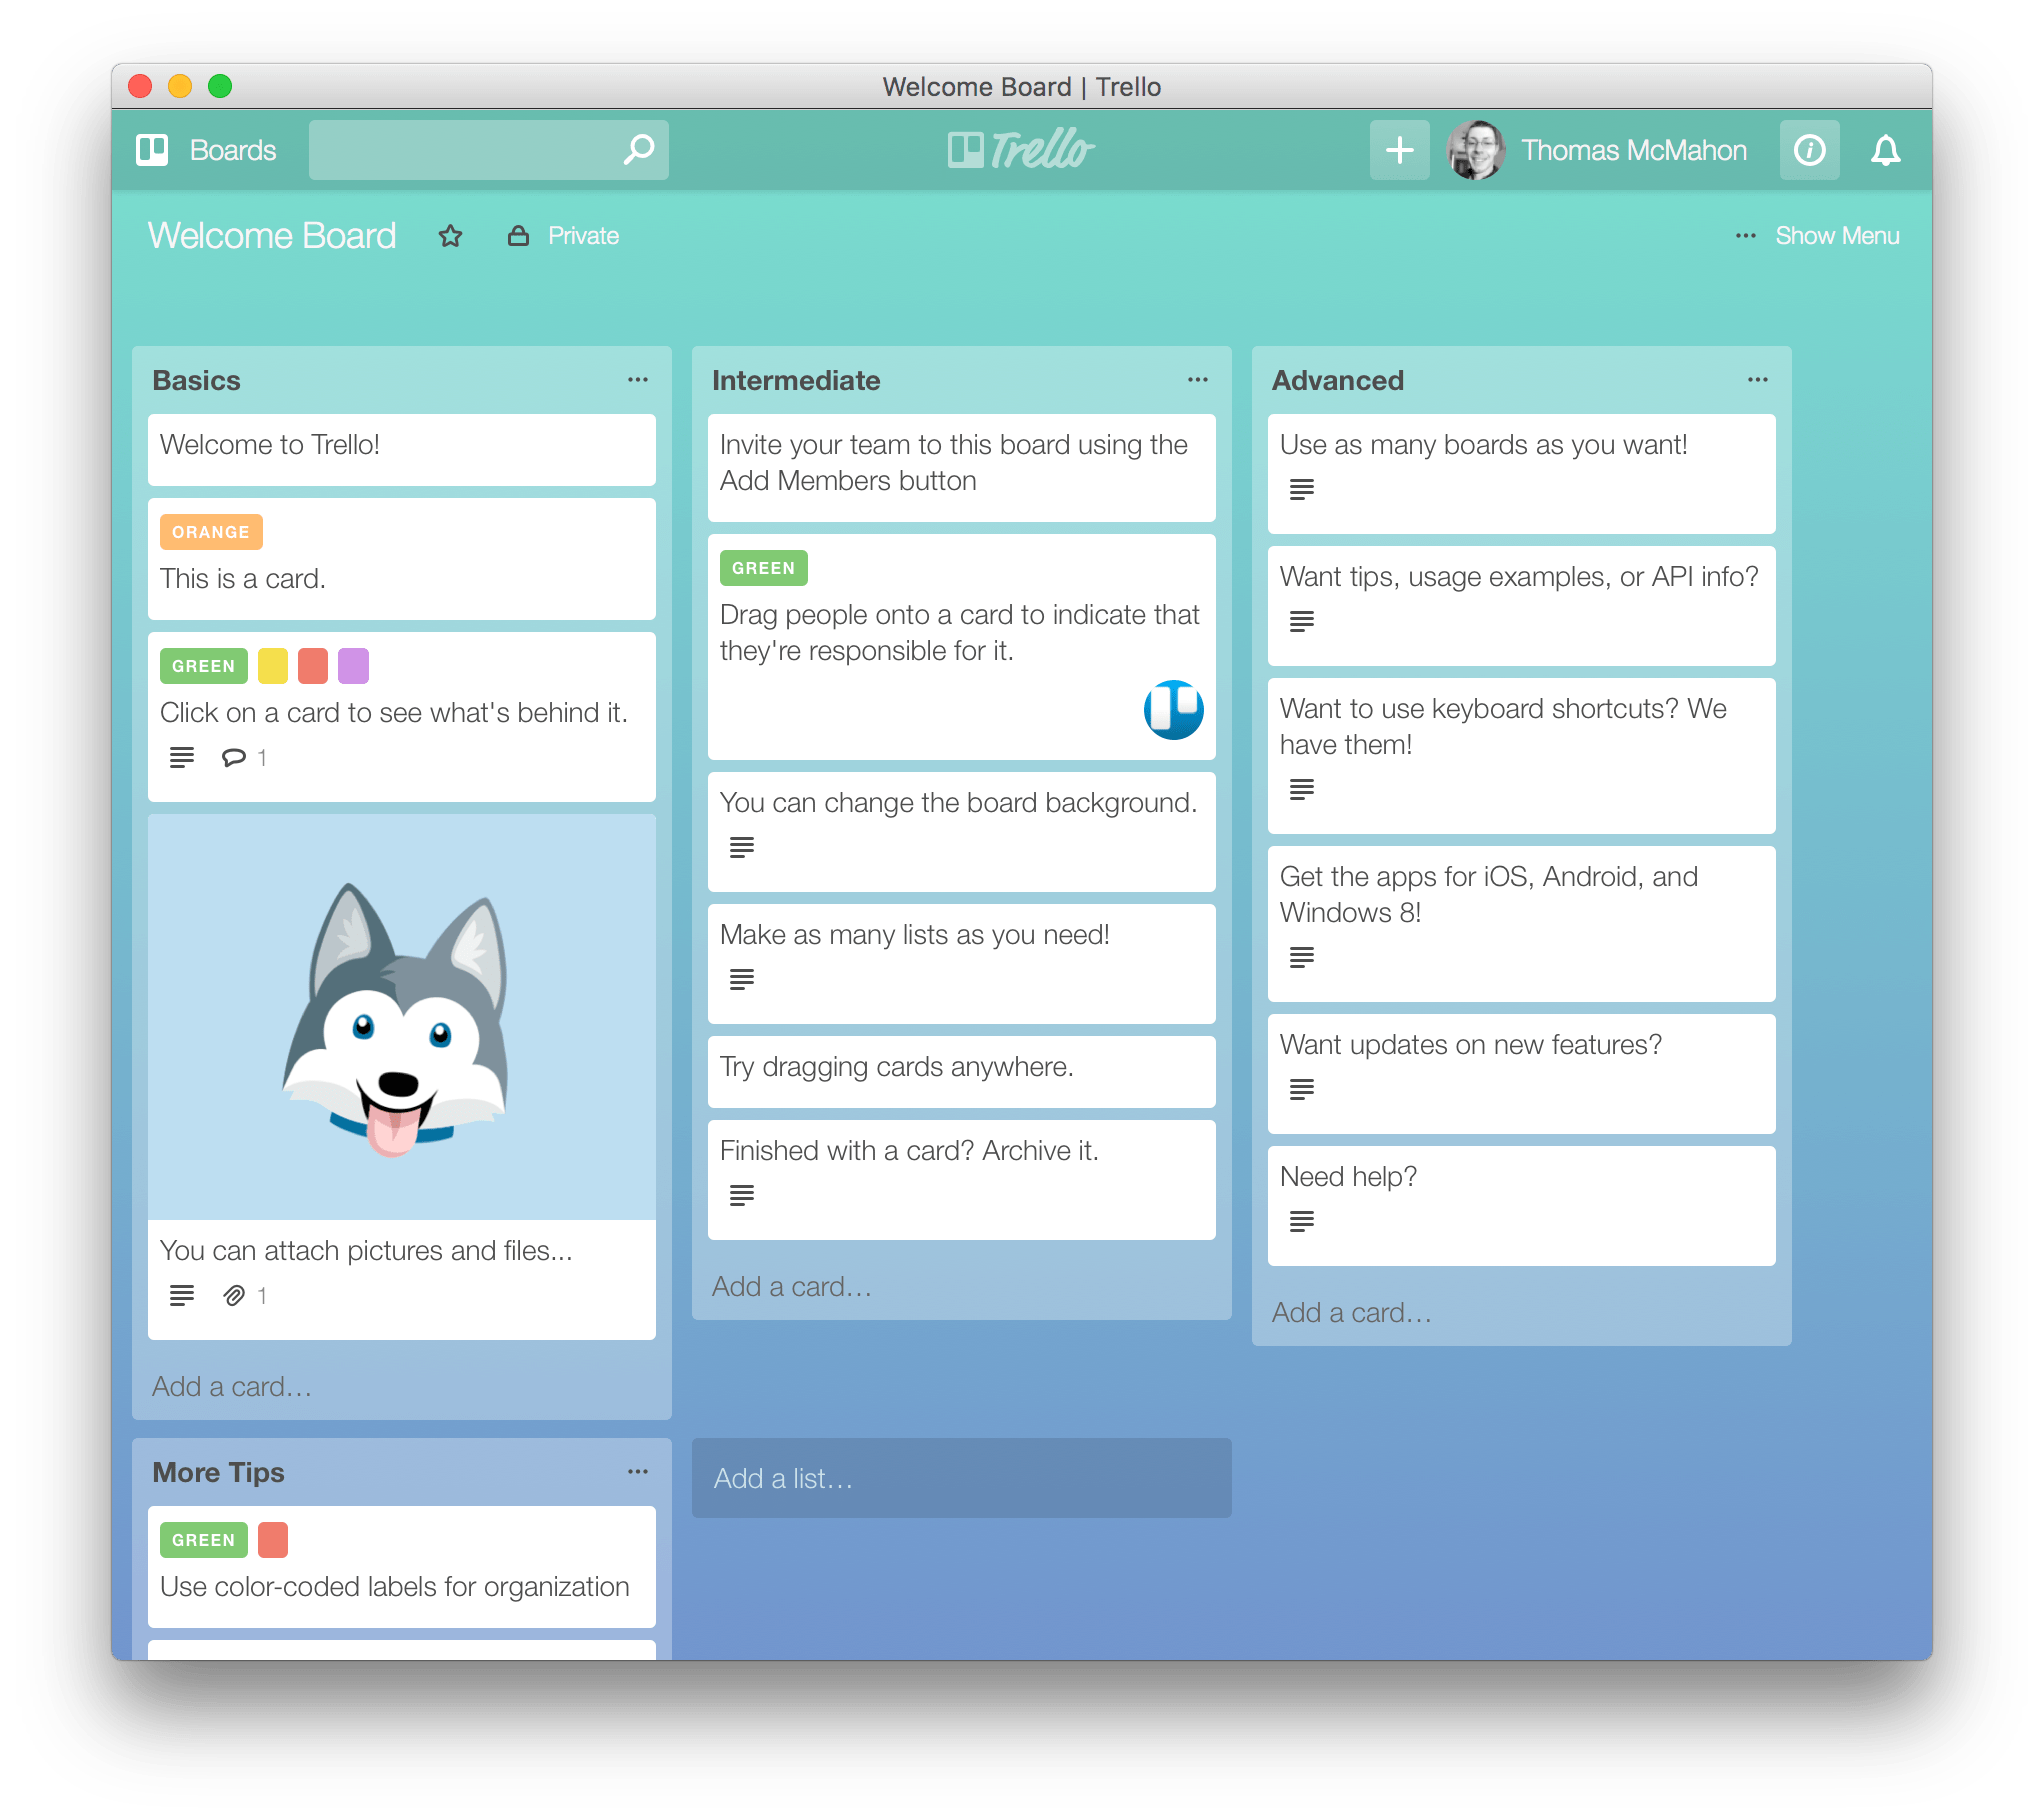 Welcome Board | Trello
Boards
Trello
Thomas McMahon
Welcome Board
Private
Show Menu
Basics
Welcome to Trello!
ORANGE
This is a card.
GREEN
Click on a card to see what's behind it.
1
You can attach pictures and files...
1
Add a card...
Intermediate
Invite your team to this board using the
Add Members button
GREEN
Drag people onto a card to indicate that
they're responsible for it.
You can change the board background.
Make as many lists as you need!
Try dragging cards anywhere.
Finished with a card? Archive it.
Add a card...
Advanced
Use as many boards as you want!
Want tips, usage examples, or API info?
Want to use keyboard shortcuts? We
have them!
Get the apps for iOS, Android, and
Windows 8!
Want updates on new features?
Need help?
Add a card...
More Tips
GREEN
Use color-coded labels for organization
Add a list...